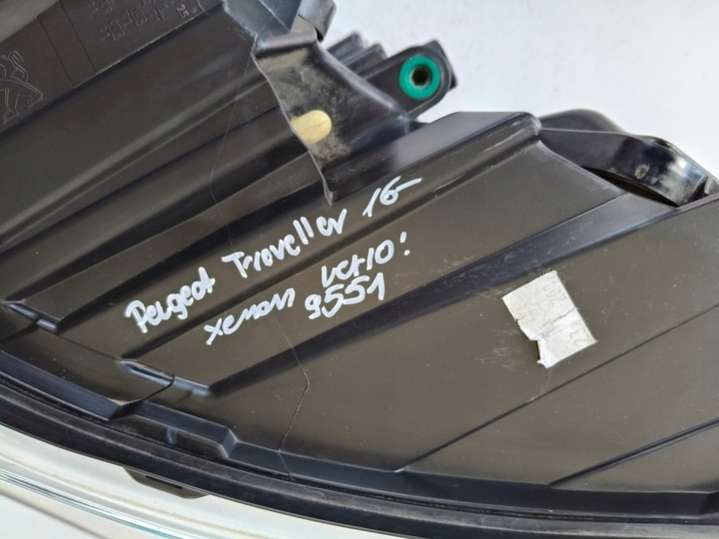 Peugeot Traveller 16-
xenon VCT10!
9551